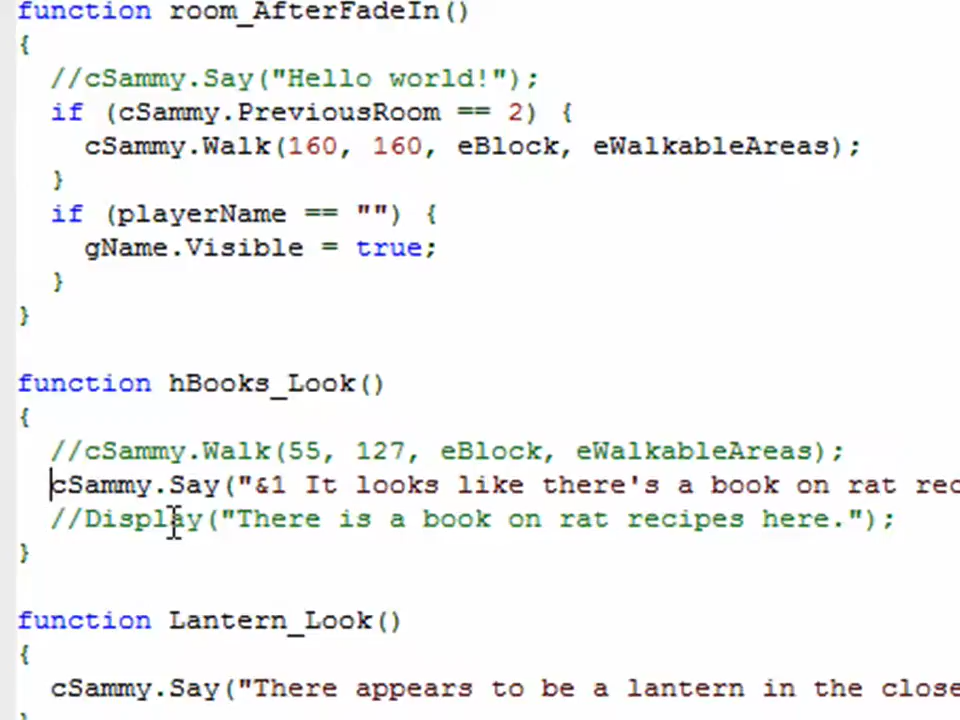 function room_AfterFadeIn()
{
//cSammy.Say("Hello world!");
if (cSammy.PreviousRoom == 2) {
cSammy.Walk(160, 160, eBlock, eWalkableAreas);
}
if (playerName == "") {
gName.Visible = true;
}
}
function hBooks_Look()
{
//cSammy.Walk(55, 127, eBlock, eWalkableAreas);
cSammy.Say("&1 It looks like there's a book on rat rec
//Display("There is a book on rat recipes here.");
}
function Lantern_Look()
{
cSammy.Say("There appears to be a lantern in the close
}